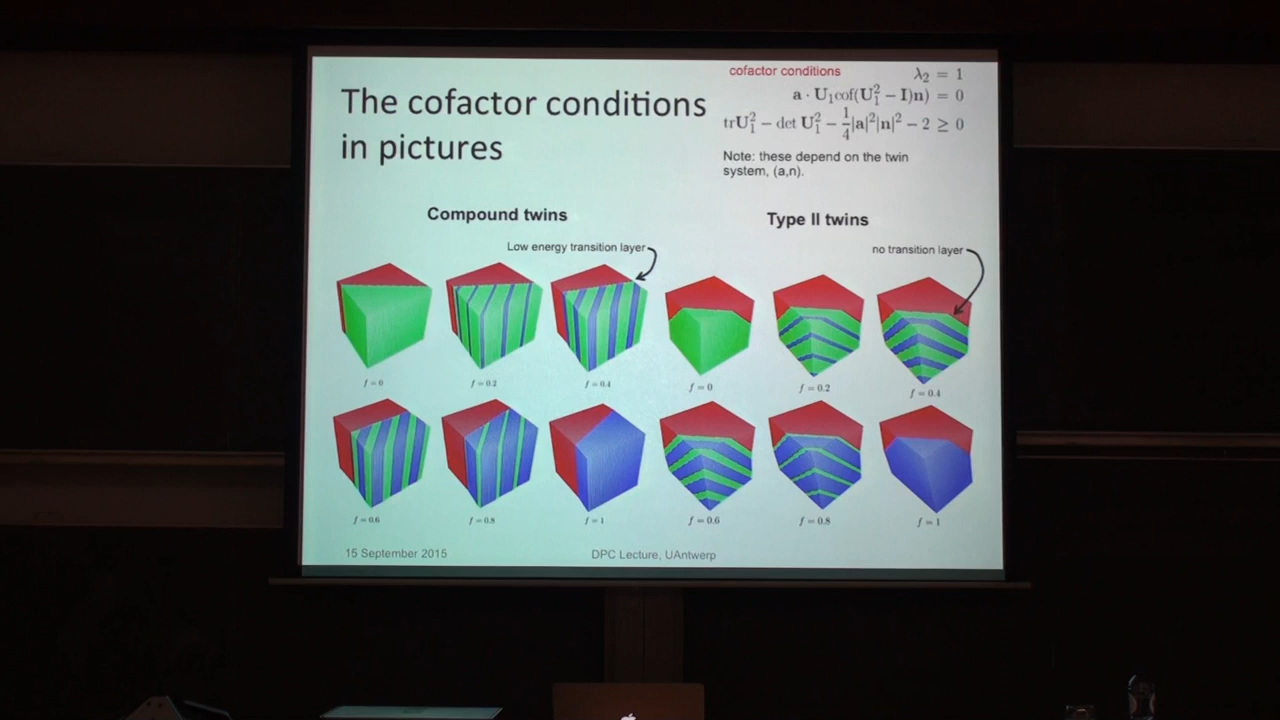 The cofactor conditions
in pictures
cofactor conditions
λ₂ = 1
a · U₁cof(U₁² − I)n) = 0
trU₁² − det U₁² − 1/4|a|²|n|² − 2 ≥ 0
Note: these depend on the twin
system, (a,n).
Compound twins
Type II twins
Low energy transition layer
no transition layer
f = 0
f = 0.2
f = 0.4
f = 0
f = 0.2
f = 0.4
f = 0.6
f = 0.8
f = 1
f = 0.6
f = 0.8
f = 1
15 September 2015
DPC Lecture, UAntwerp